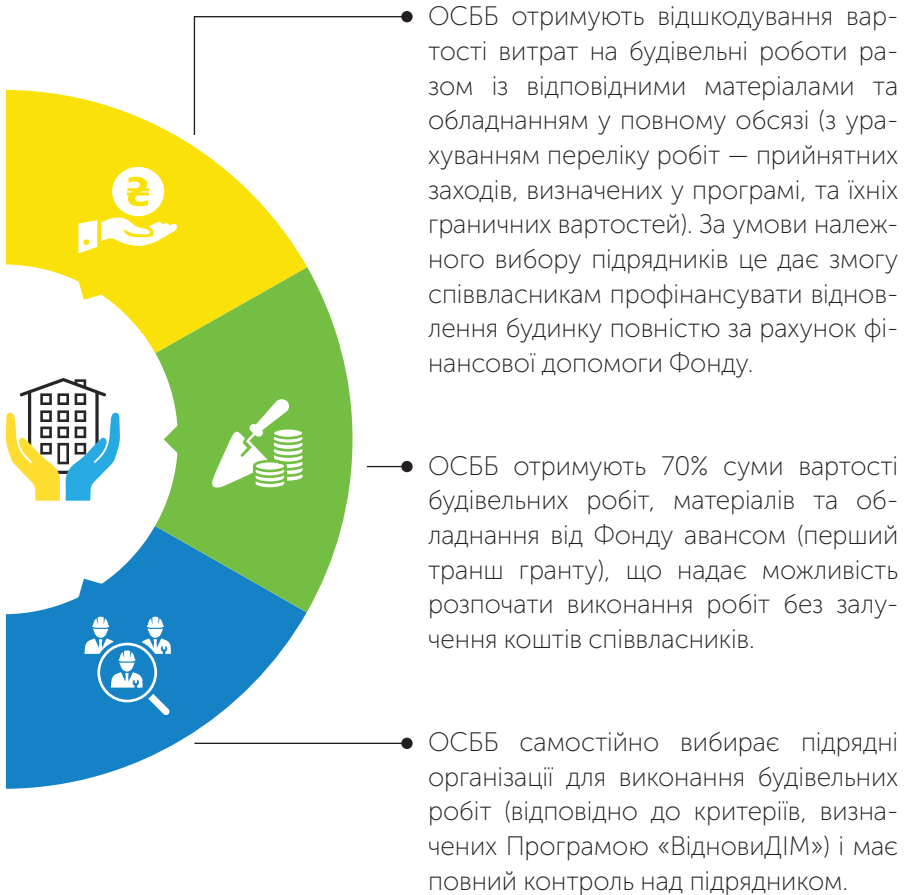 ОСББ отримують відшкодування вар-
тості витрат на будівельні роботи ра-
зом із відповідними матеріалами та
обладнанням у повному обсязі (з ура-
хуванням переліку робіт — прийнятних
заходів, визначених у програмі, та їхніх
граничних вартостей). За умови належ-
ного вибору підрядників це дає змогу
співвласникам профінансувати віднов-
лення будинку повністю за рахунок фі-
нансової допомоги Фонду.
ОСББ отримують 70% суми вартості
будівельних робіт, матеріалів та об-
ладнання від Фонду авансом (перший
транш гранту), що надає можливість
розпочати виконання робіт без залу-
чення коштів співвласників.
ОСББ самостійно вибирає підрядні
організації для виконання будівельних
робіт (відповідно до критеріїв, визна-
чених Програмою «ВідновиДІМ») і має
повний контроль над підрядником.